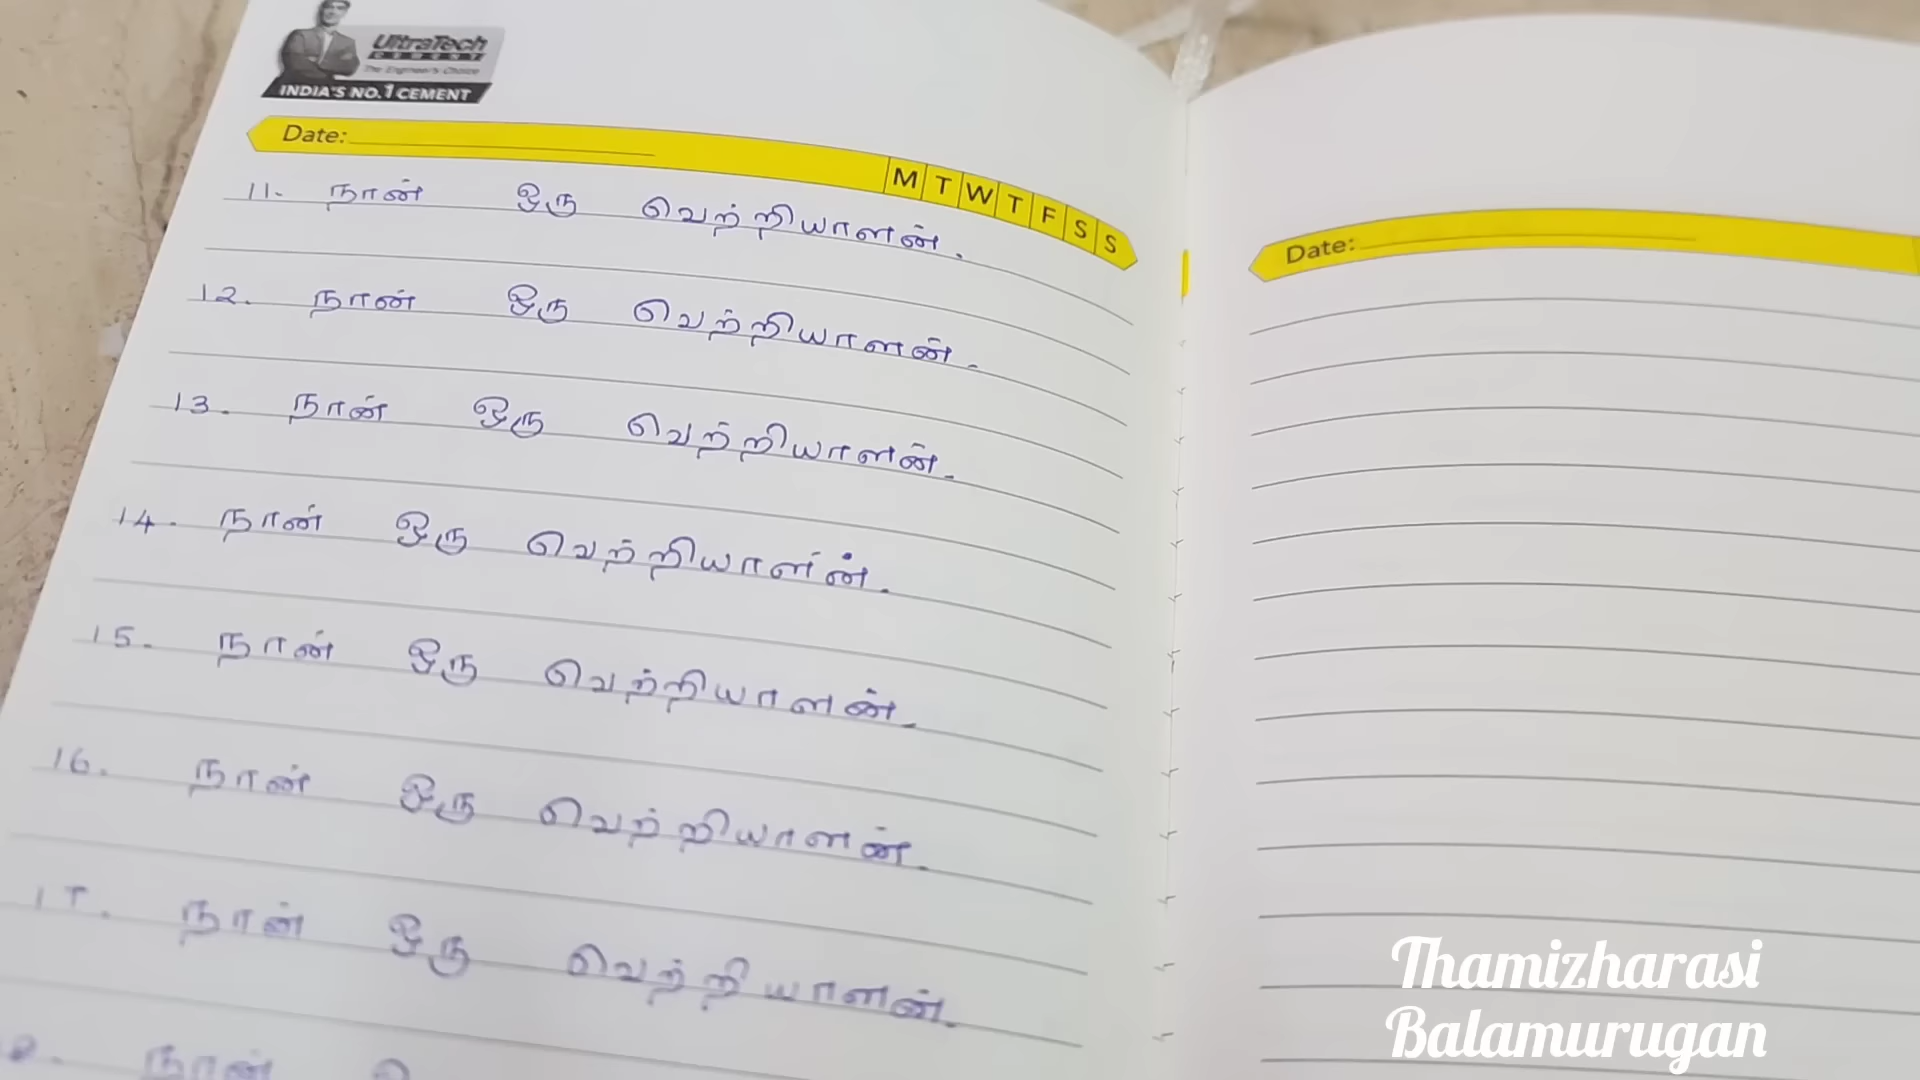 UltraTech
CEMENT
The Engineer's Choice
INDIA'S NO.1 CEMENT
Date:
M T W T F S S
11. நான் ஒரு வெற்றியாளன்.
12. நான் ஒரு வெற்றியாளன்.
13. நான் ஒரு வெற்றியாளன்.
14. நான் ஒரு வெற்றியாளன்.
15. நான் ஒரு வெற்றியாளன்.
16. நான் ஒரு வெற்றியாளன்.
17. நான் ஒரு வெற்றியாளன்.
நான்
Date:
Thamizharasi
Balamurugan